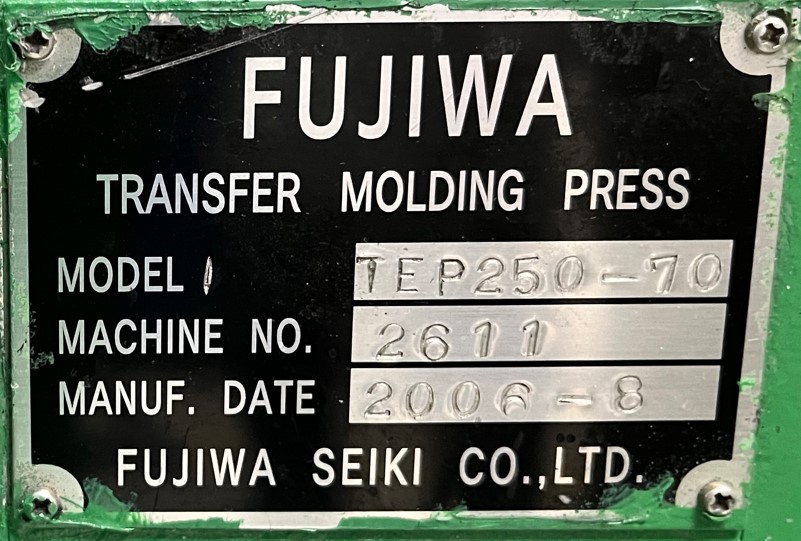 FUJIWA
TRANSFER MOLDING PRESS
MODEL TEP250-70
MACHINE NO. 2611
MANUF. DATE 2006-8
FUJIWA SEIKI CO.,LTD.